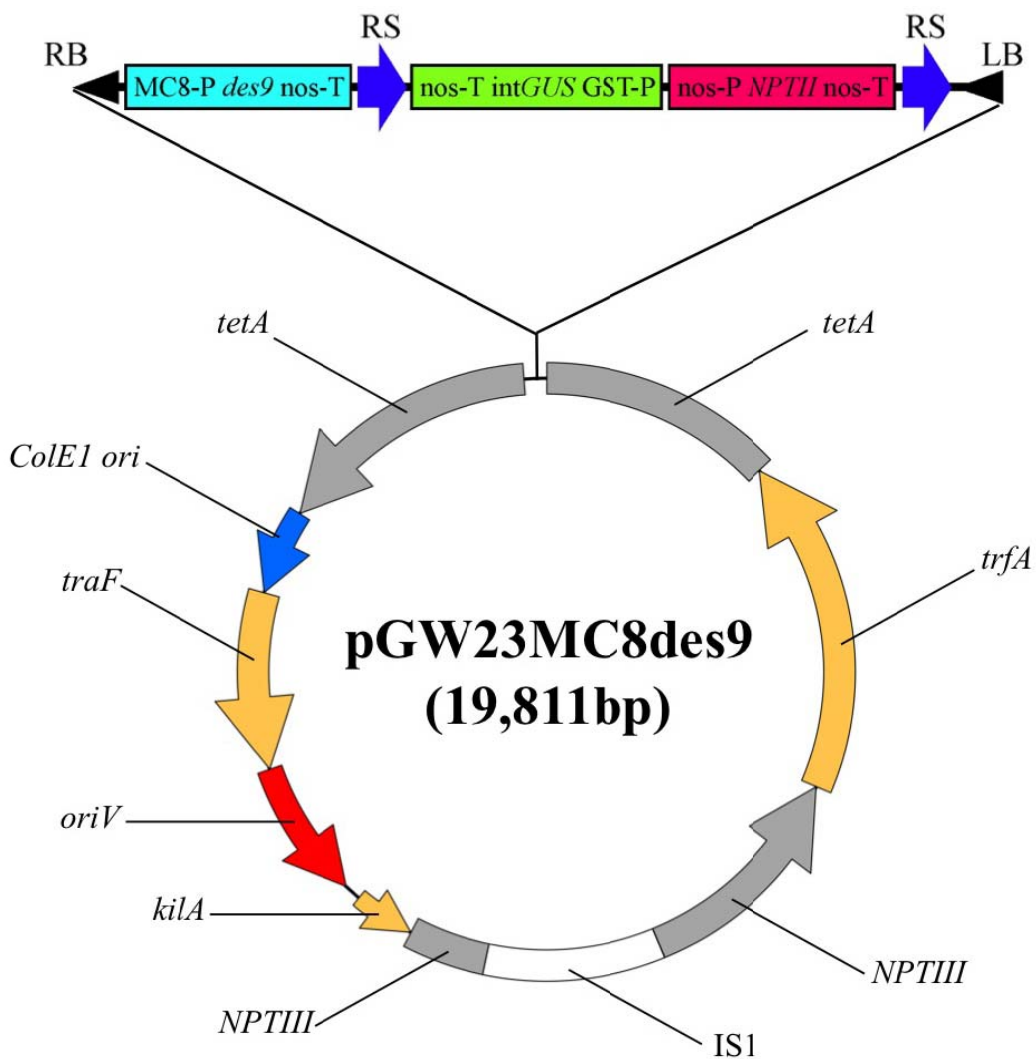 RS
RS
RB
LB
MC8-P des9 nos-T
nos-T intGUS GST-P
nos-P NPTII nos-T
tetA
tetA
ColE1 ori
traF
trfA
pGW23MC8des9
(19,811bp)
oriV
kilA
NPTIII
NPTIII
IS1